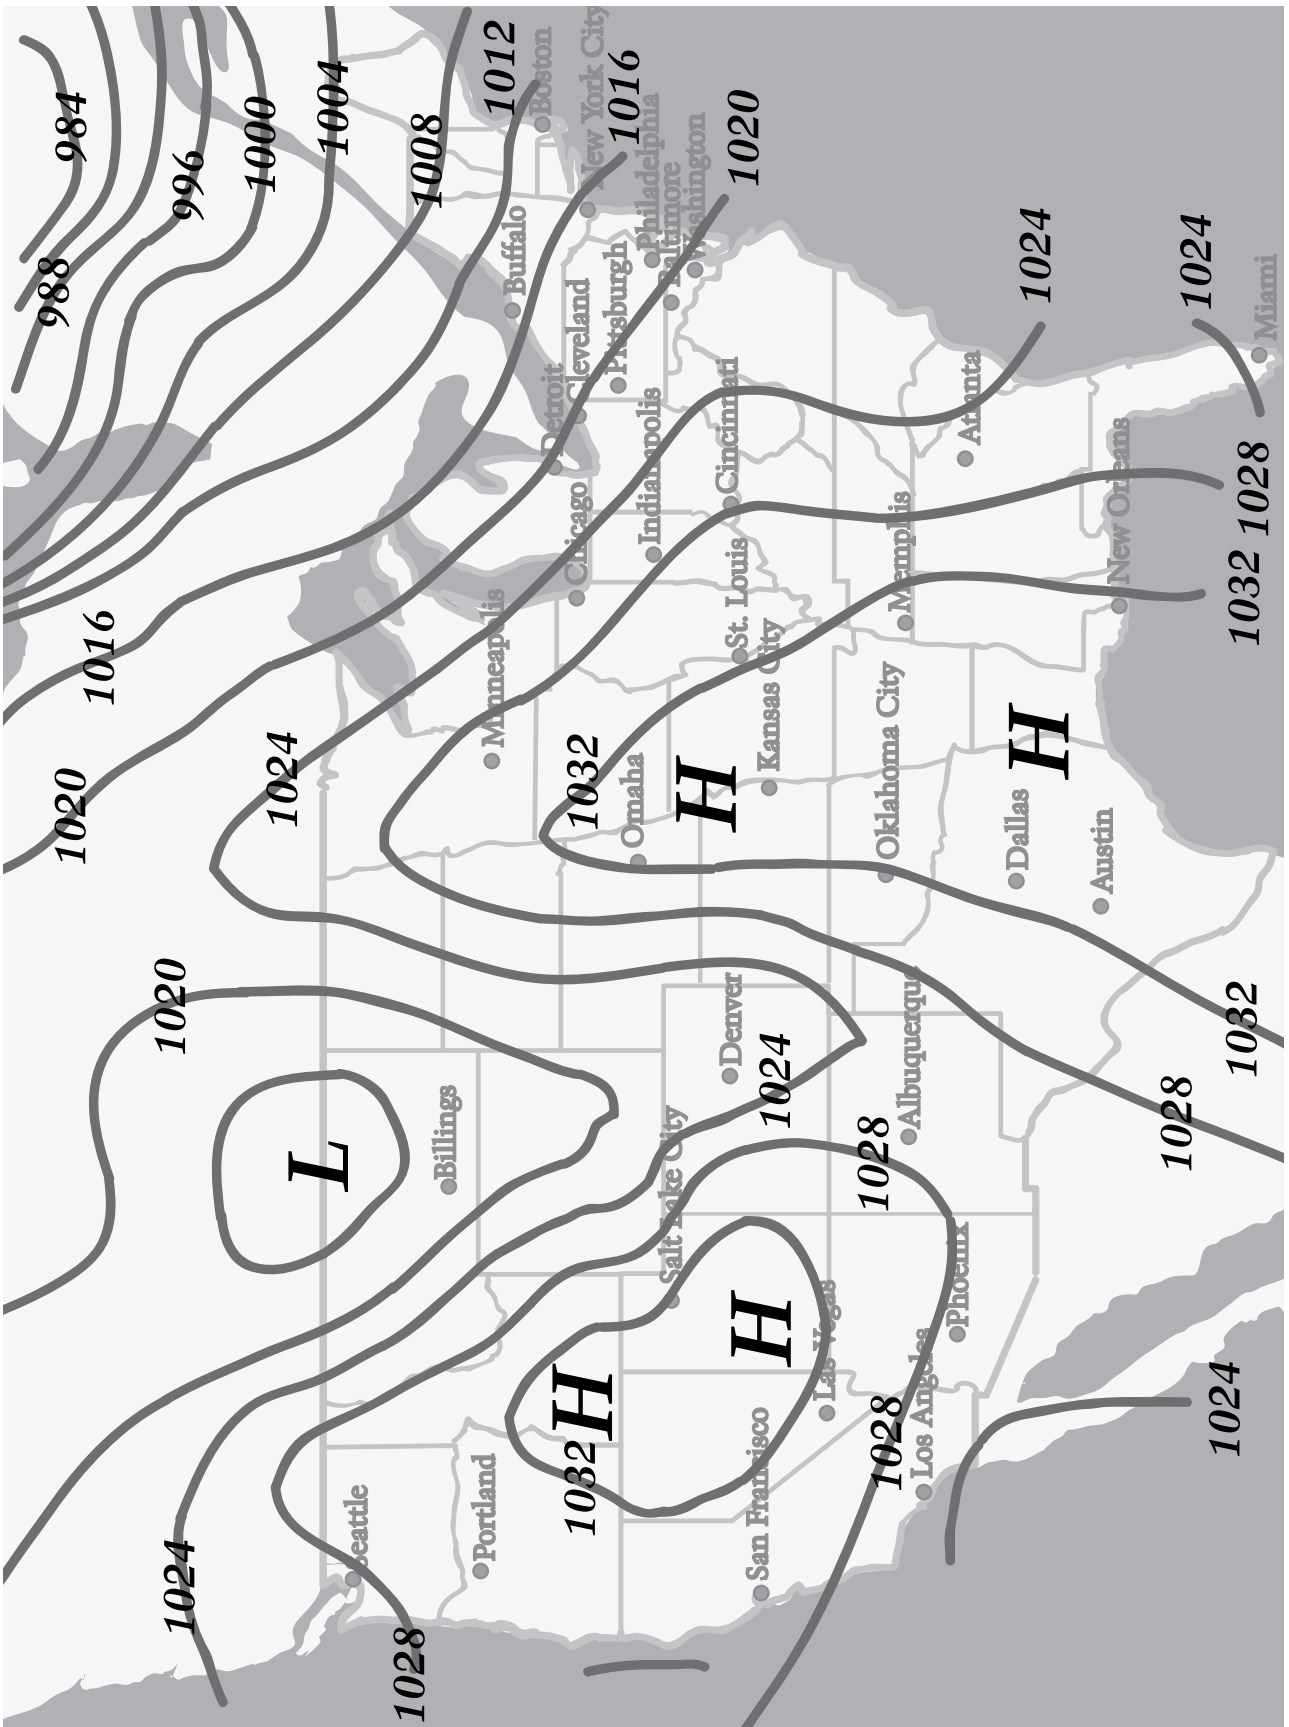 988
984
1020
1016
1020
1024
996
1000
1024
L
1004
Seattle
1028
1008
Billings
Portland
Minneapolis
1012
Buffalo
Boston
Detroit
Chicago
Cleveland
1032
H
1032
New York City
Pittsburgh
1016
Omaha
Indianapolis
Philadelphia
Salt Lake City
Baltimore
Washington
H
Cincinnati
Denver
St. Louis
1020
San Francisco
H
Kansas City
1024
Las Vegas
1028
1028
Oklahoma City
Memphis
Albuquerque
Los Angeles
Phoenix
Atlanta
Dallas
1024
H
Austin
New Orleans
1028
1024
1024
1032
1032
1028
Miami